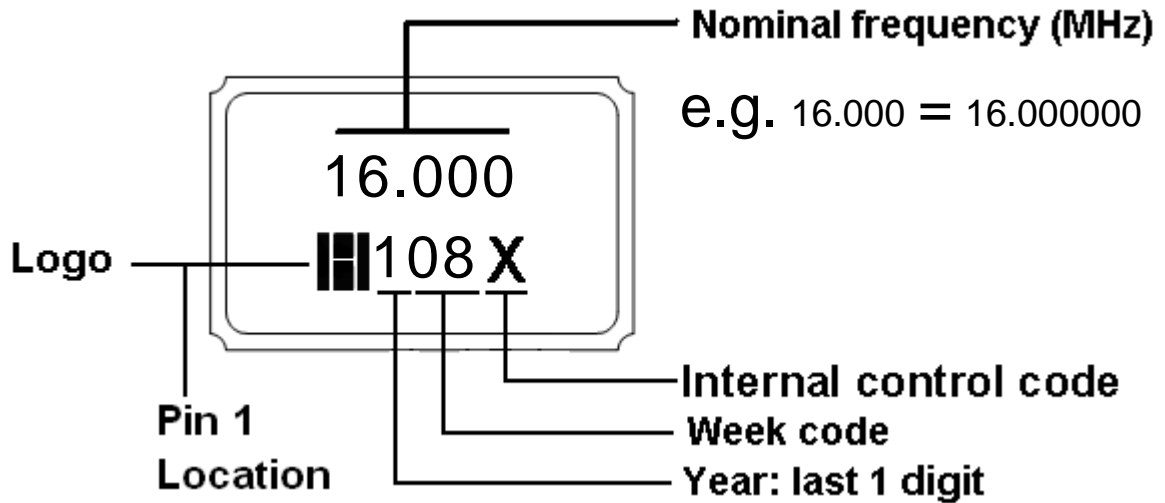 Nominal frequency (MHz)
e.g. 16.000 = 16.000000
16.000
Logo
108 X
Internal control code
Pin 1
Location
Week code
Year: last 1 digit